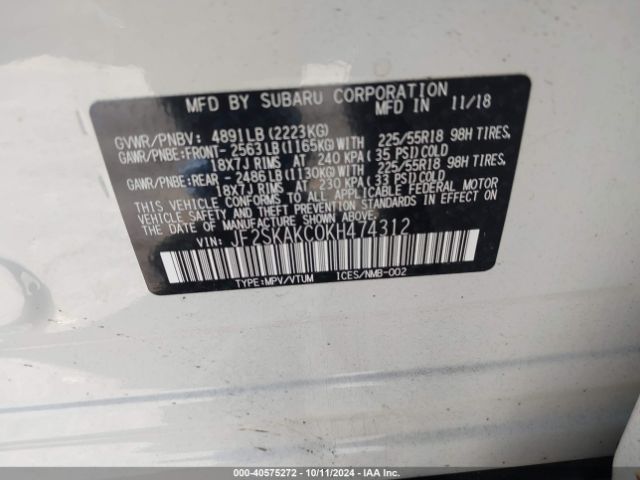 MFD BY SUBARU CORPORATION
MFD IN 11/18
GVWR/PNBV: 4891LB(2223KG)
GAWR/PNBE:FRONT- 2563LB(1165KG)WITH 225/55R18 98H TIRES,
18X7J RIMS AT 240 KPA(35 PSI)COLD
GAWR/PNBE:REAR - 2486LB(1130KG)WITH 225/55R18 98H TIRES,
18X7J RIMS AT 230 KPA(33 PSI)COLD
THIS VEHICLE CONFORMS TO ALL APPLICABLE FEDERAL MOTOR
VEHICLE SAFETY AND THEFT PREVENTION STANDARDS IN EFFECT ON
THE DATE OF MANUFACTURE SHOWN ABOVE.
VIN: JF2SKAKC0KH474312
TYPE:MPV/VTUM ICES/NMB-002
000-40575272 - 10/11/2024 - IAA Inc.